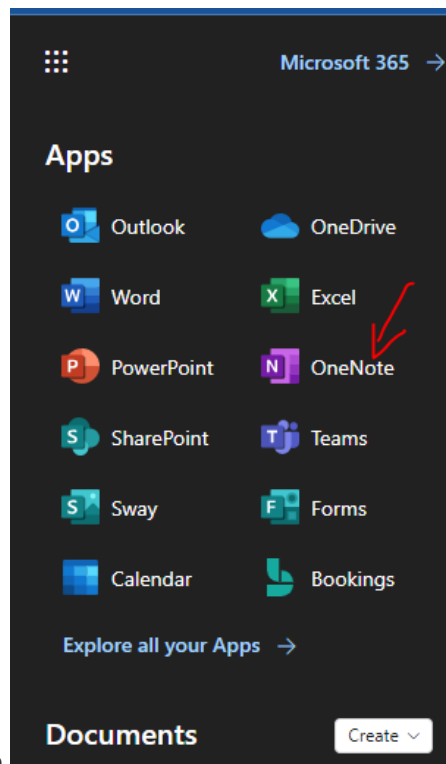 Microsoft 365 →
Apps
Outlook OneDrive
Word Excel
PowerPoint OneNote
SharePoint Teams
Sway Forms
Calendar Bookings
Explore all your Apps →
Documents Create